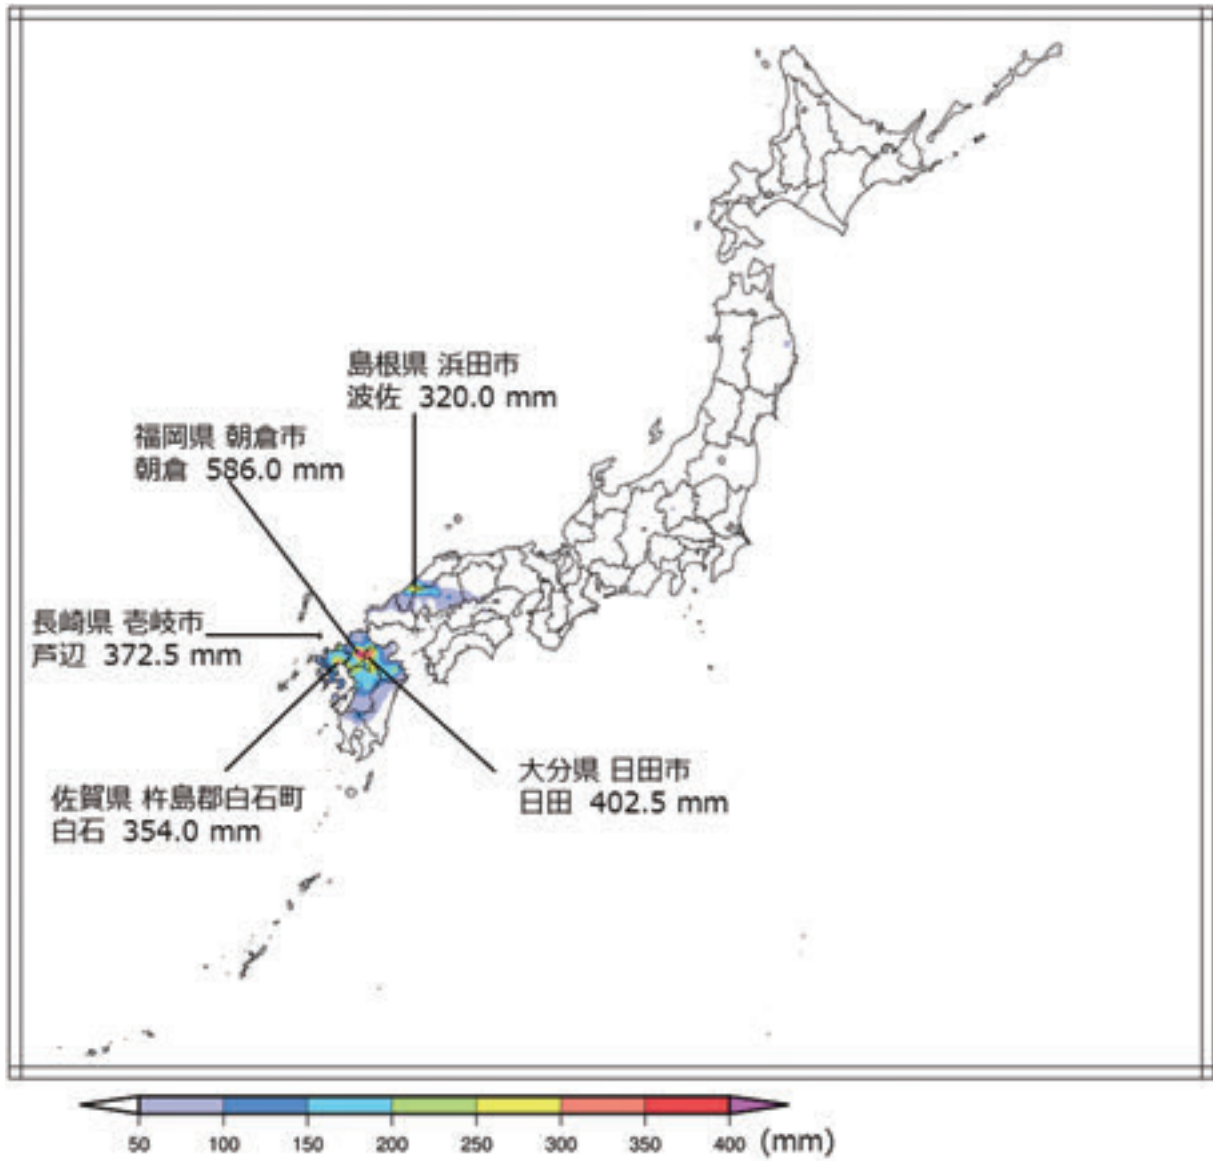 島根県 浜田市
波佐 320.0 mm
福岡県 朝倉市
朝倉 586.0 mm
長崎県 壱岐市
芦辺 372.5 mm
佐賀県 杵島郡白石町
白石 354.0 mm
大分県 日田市
日田 402.5 mm
50 100 150 200 250 300 350 400 (mm)